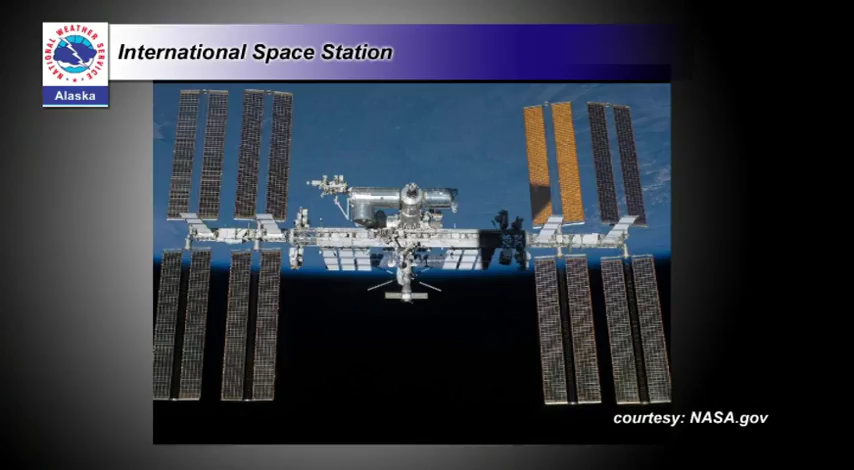 NATIONAL WEATHER SERVICE
Alaska
International Space Station
courtesy: NASA.gov